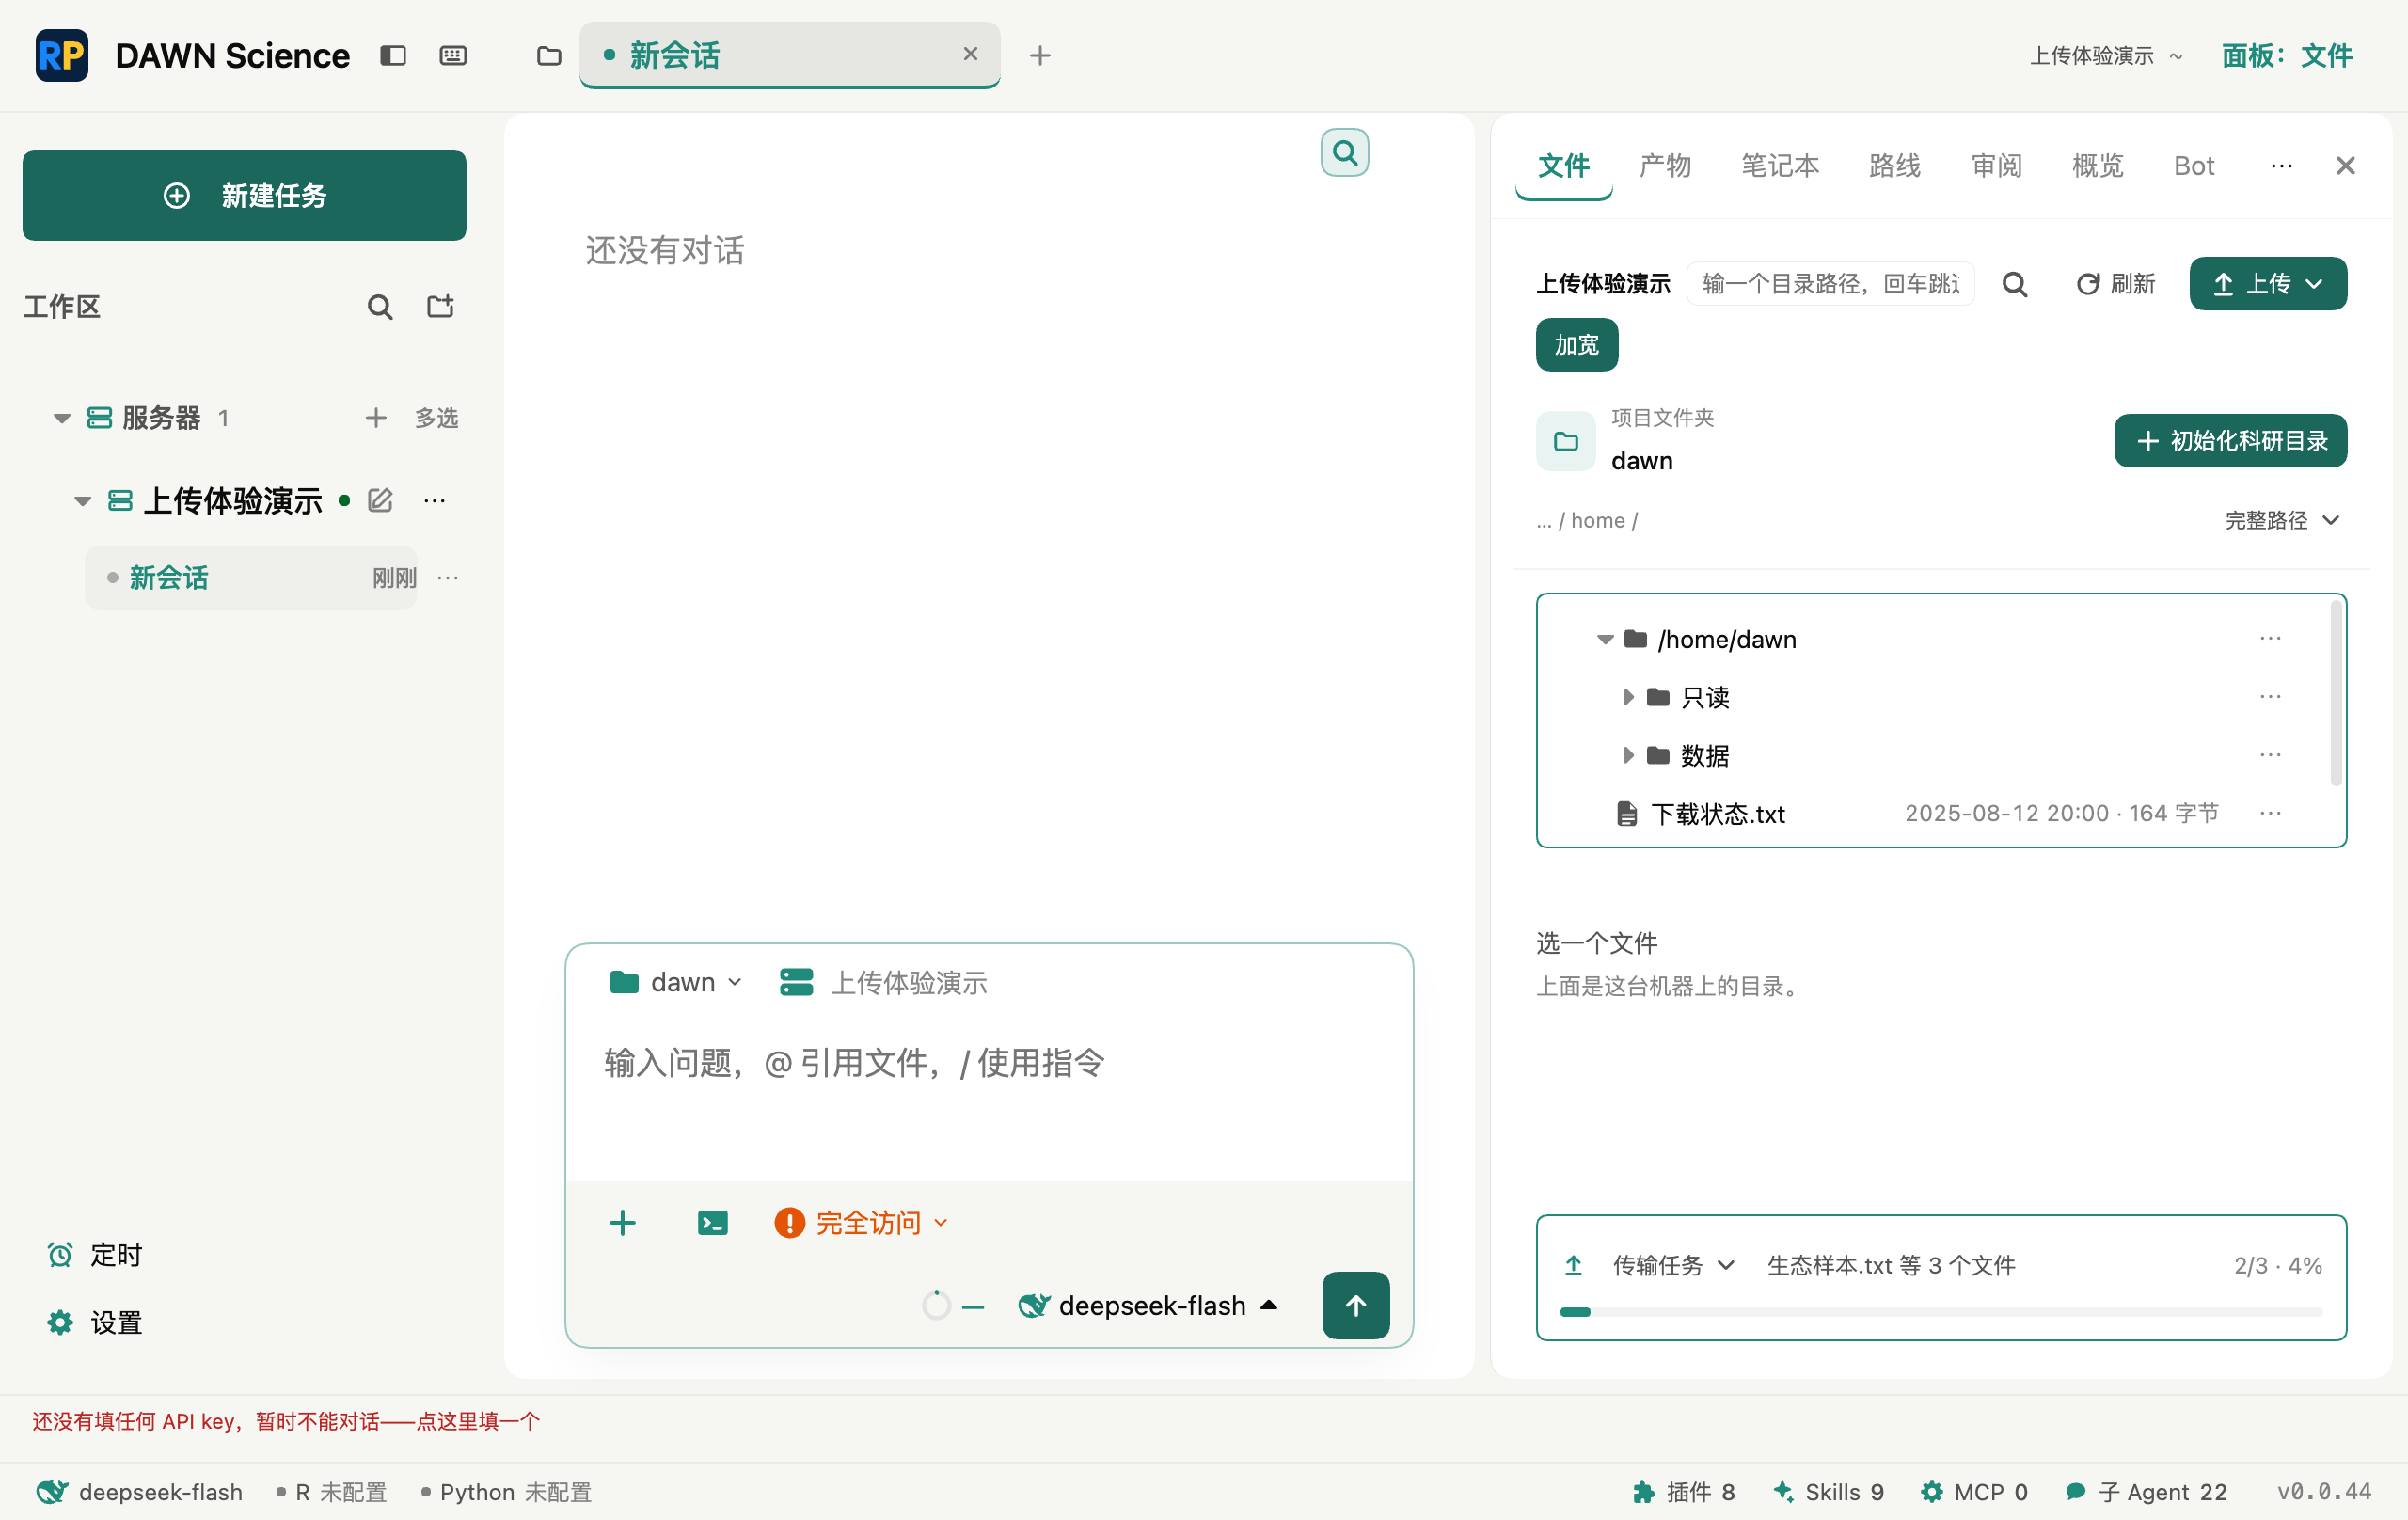 RP DAWN Science
新会话
上传体验演示 ~
面板：文件
新建任务
工作区
服务器 1
多选
上传体验演示
新会话 刚刚
定时
设置
还没有对话
dawn
上传体验演示
输入问题，@ 引用文件，/ 使用指令
完全访问
deepseek-flash
文件 产物 笔记本 路线 审阅 概览 Bot
上传体验演示 输一个目录路径，回车跳 刷新 上传
加宽
项目文件夹
dawn
初始化科研目录
... / home /
完整路径
/home/dawn
只读
数据
下载状态.txt 2025-08-12 20:00 · 164 字节
选一个文件
上面是这台机器上的目录。
传输任务 生态样本.txt 等 3 个文件 2/3 · 4%
还没有填任何 API key，暂时不能对话——点这里填一个
deepseek-flash R 未配置 Python 未配置
插件 8 Skills 9 MCP 0 子 Agent 22 v0.0.44